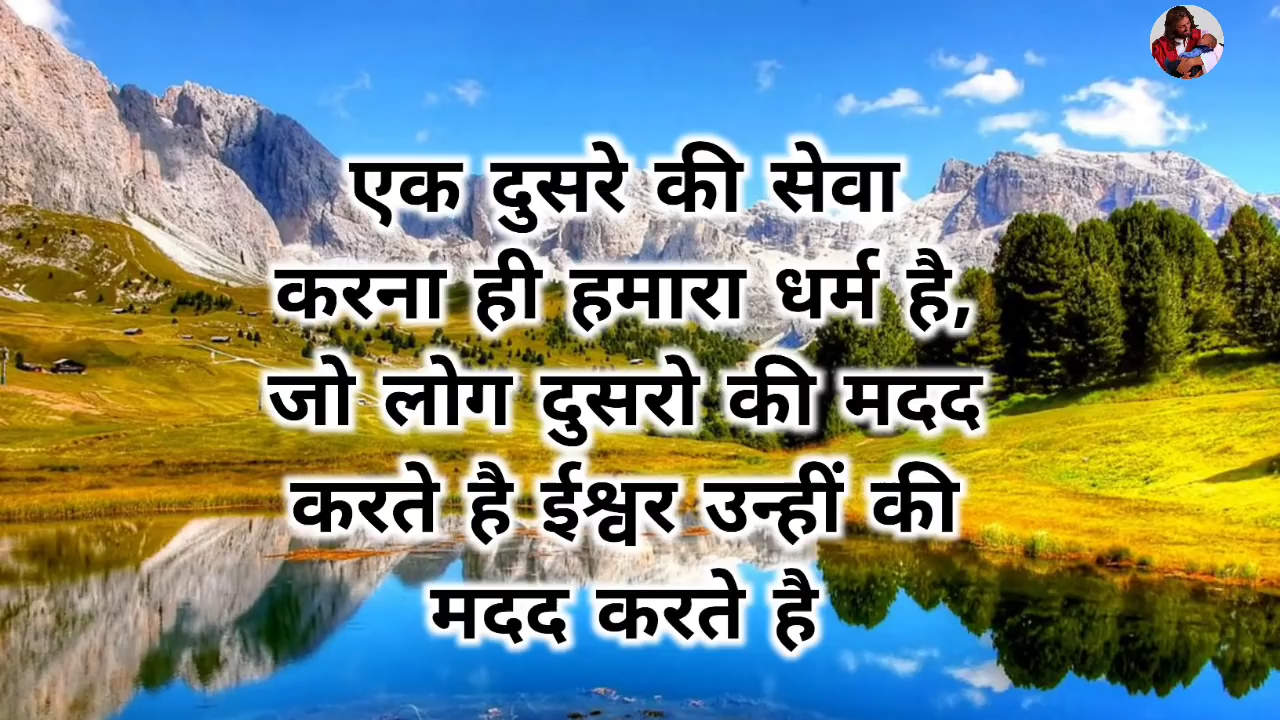 एक दुसरे की सेवा
करना ही हमारा धर्म है,
जो लोग दुसरो की मदद
करते है ईश्वर उन्हीं की
मदद करते है